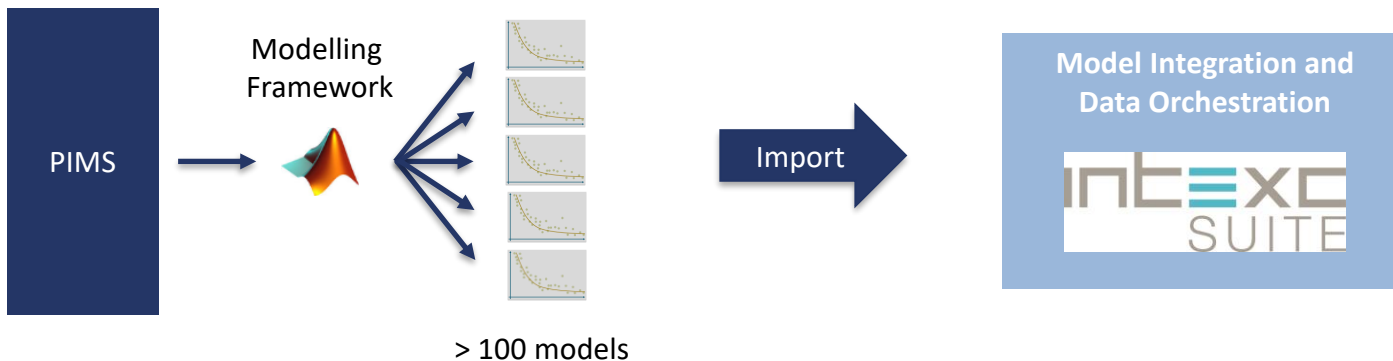 PIMS
Modelling
Framework
> 100 models
Import
Model Integration and
Data Orchestration
intexc
SUITE